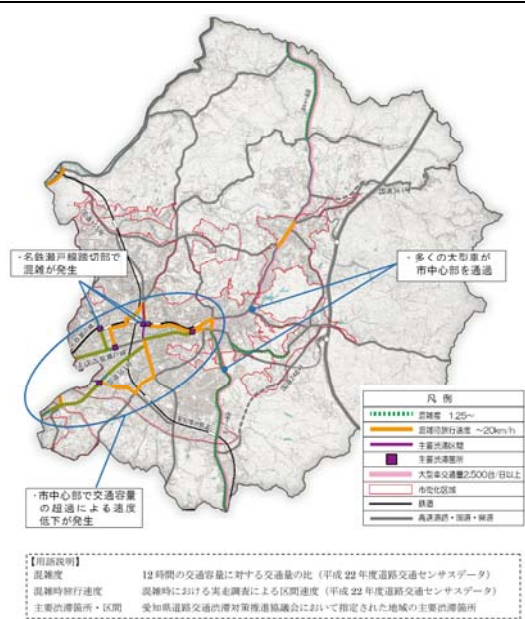 ・名鉄瀬戸線踏切部で
混雑が発生
・多くの大型車が
市中心部を通過
・市中心部で交通容量
の超過による速度
低下が発生
凡 例
混雑度 1.25～
混雑時旅行速度 ～20km/h
主要渋滞区間
主要渋滞箇所
大型車交通量2,500台/日以上
市街化区域
鉄道
高速道路・国道・県道
【用語説明】
混雑度 12時間の交通容量に対する交通量の比（平成22年度道路交通センサスデータ）
混雑時旅行速度 混雑時における実走調査による区間速度（平成22年度道路交通センサスデータ）
主要渋滞箇所・区間 愛知県道路交通渋滞対策推進協議会において指定された地域の主要渋滞箇所